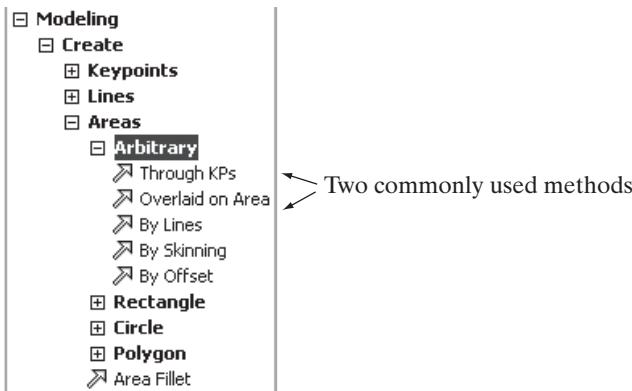 Modeling
Create
Keypoints
Lines
Areas
Arbitrary
Through KPs
Overlaid on Area
By Lines
By Skinning
By Offset
Rectangle
Circle
Polygon
Area Fillet
Two commonly used methods